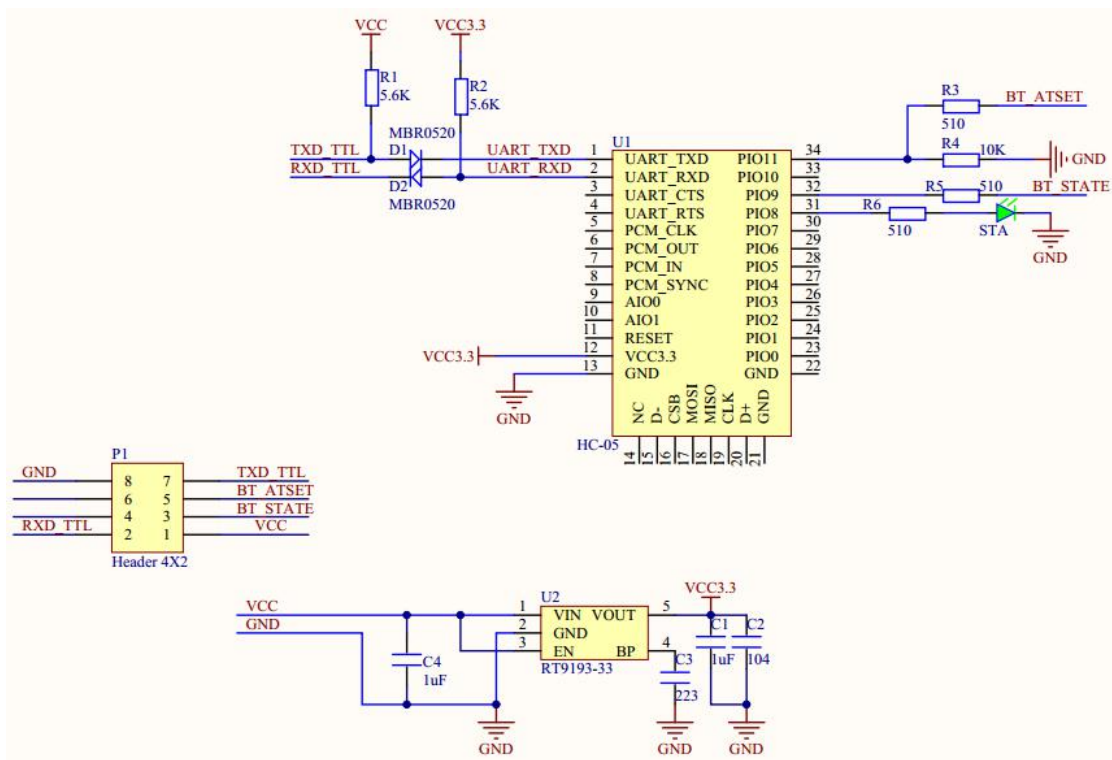 VCC VCC3.3
R1
5.6K
R2
5.6K
MBR0520
D1
TXD_TTL UART_TXD
RXD_TTL UART_RXD
D2
MBR0520
U1
1 UART_TXD PIO11 34
2 UART_RXD PIO10 33
3 UART_CTS PIO9 32
4 UART_RTS PIO8 31
5 PCM_CLK PIO7 30
6 PCM_OUT PIO6 29
7 PCM_IN PIO5 28
8 PCM_SYNC PIO4 27
9 AIO0 PIO3 26
10 AIO1 PIO2 25
11 RESET PIO1 24
12 VCC3.3 PIO0 23
13 GND GND 22
NC D- CSB MOSI MISO CLK D+ GND
14 15 16 17 18 19 20 21
HC-05
VCC3.3
GND
R3 BT_ATSET
510
R4 10K GND
R5 510 BT_STATE
R6
510
STA
GND
P1
GND 8 7 TXD_TTL
6 5 BT_ATSET
4 3 BT_STATE
RXD_TTL 2 1 VCC
Header 4X2
VCC
GND
C4
1uF
U2
1 VIN VOUT 5
2 GND
3 EN BP 4
RT9193-33
VCC3.3
C1
1uF
C2
104
C3
223
GND GND GND